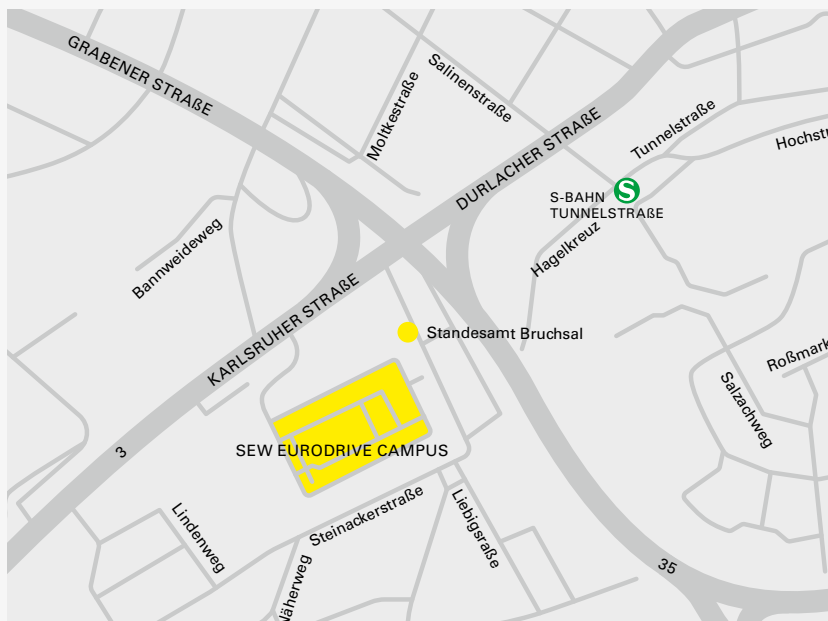 GRABENER STRAßE
Moltkestraße
Salinenstraße
DURLACHER STRAßE
Tunnelstraße
S
S-BAHN
TUNNELSTRAßE
Hagelkreuz
Bannweideweg
KARLSRUHER STRAßE
Standesamt Bruchsal
Salzachweg
SEW EURODRIVE CAMPUS
3
Lindenweg
Steinackerstraße
Liebigsraße
35